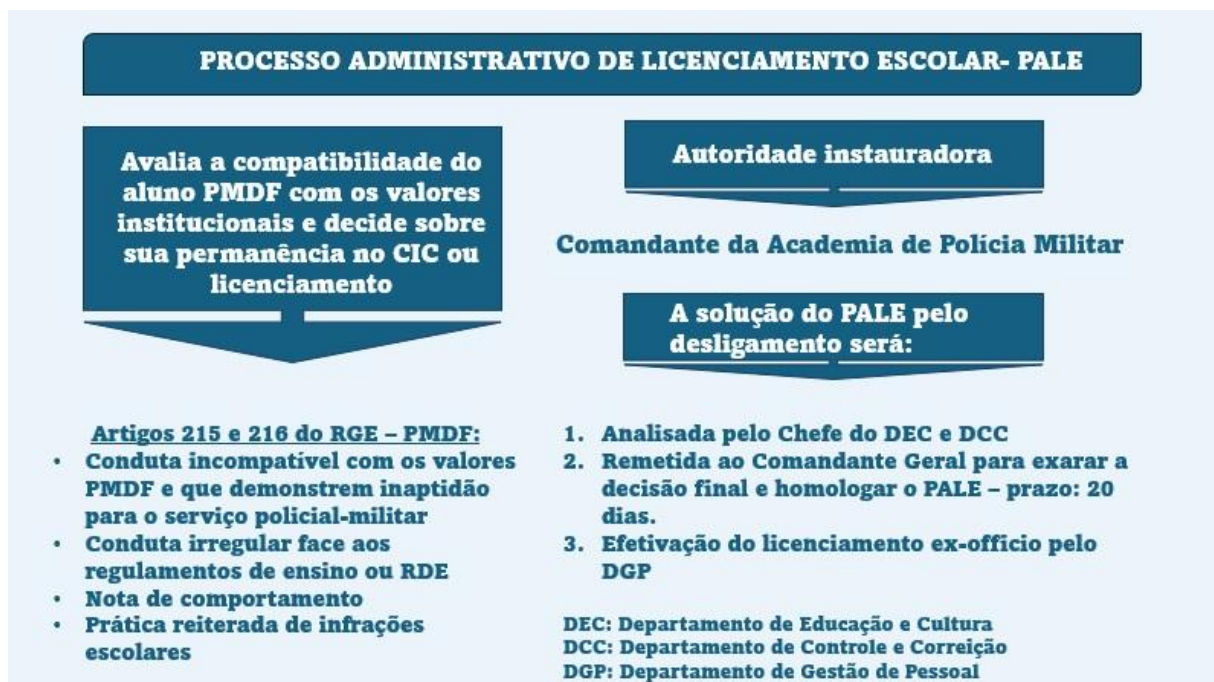 PROCESSO ADMINISTRATIVO DE LICENCIAMENTO ESCOLAR- PALE
Avalia a compatibilidade do
aluno PMDF com os valores
institucionais e decide sobre
sua permanência no CIC ou
licenciamento
Artigos 215 e 216 do RGE – PMDF:
• Conduta incompatível com os valores
PMDF e que demonstrem inaptidão
para o serviço policial-militar
• Conduta irregular face aos
regulamentos de ensino ou RDE
• Nota de comportamento
• Prática reiterada de infrações
escolares
Autoridade instauradora
Comandante da Academia de Polícia Militar
A solução do PALE pelo
desligamento será:
1. Analisada pelo Chefe do DEC e DCC
2. Remetida ao Comandante Geral para exarar a
decisão final e homologar o PALE – prazo: 20
dias.
3. Efetivação do licenciamento ex-officio pelo
DGP
DEC: Departamento de Educação e Cultura
DCC: Departamento de Controle e Correição
DGP: Departamento de Gestão de Pessoal